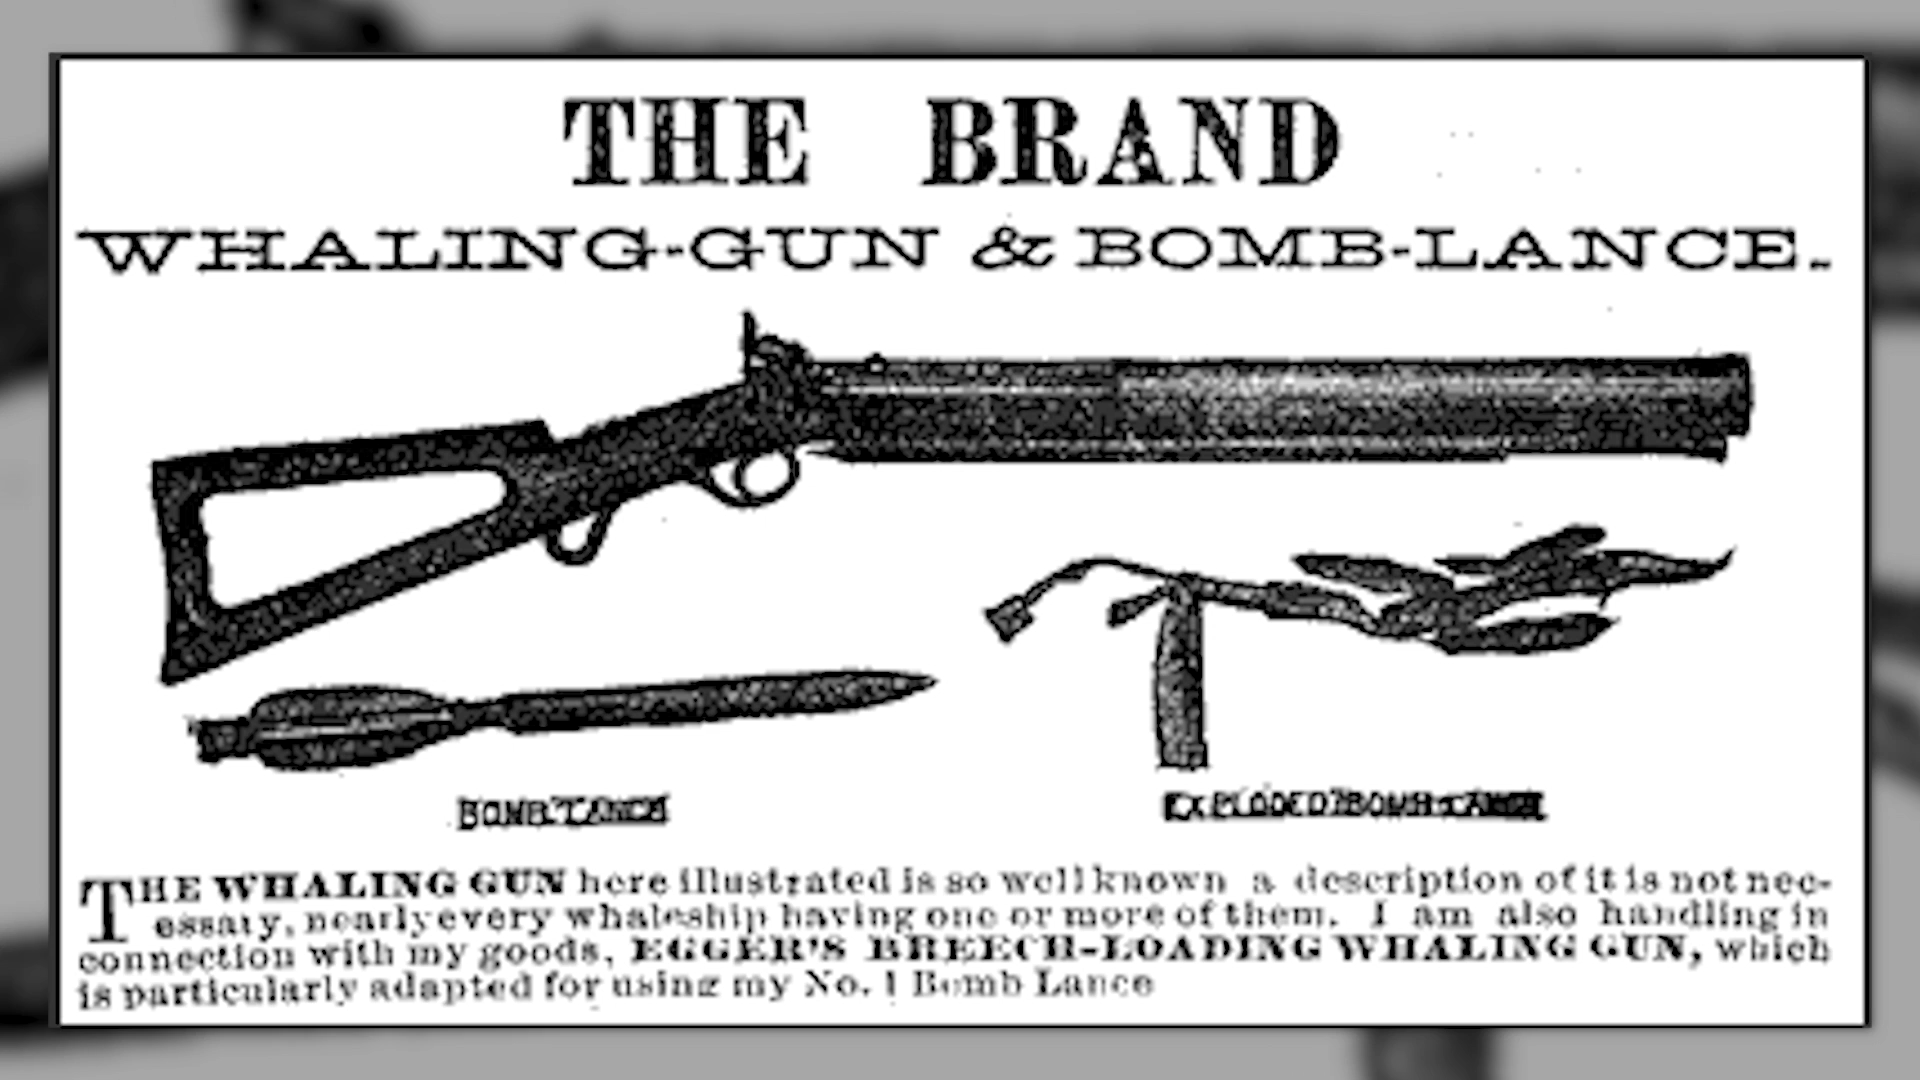 THE BRAND
WHALING-GUN & BOMB-LANCE.
BOMB LANCE
EXPLODED BOMB LANCE
THE WHALING GUN here illustrated is so well known a description of it is not nec-
essary, nearly every whaleship having one or more of them. I am also handling in
connection with my goods, EGGER'S BREECH-LOADING WHALING GUN, which
is particularly adapted for using my No. 1 Bomb Lance